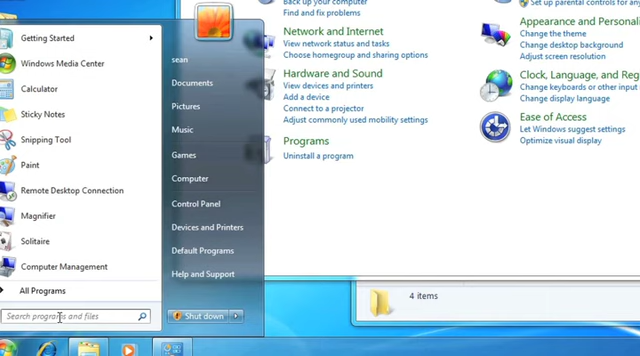 Getting Started
Windows Media Center
Calculator
Sticky Notes
Snipping Tool
Paint
Remote Desktop Connection
Magnifier
Solitaire
Computer Management
All Programs
Search programs and files
sean
Documents
Pictures
Music
Games
Computer
Control Panel
Devices and Printers
Default Programs
Help and Support
Shut down
Back up your computer
Find and fix problems
Network and Internet
View network status and tasks
Choose homegroup and sharing options
Hardware and Sound
View devices and printers
Add a device
Connect to a projector
Adjust commonly used mobility settings
Programs
Uninstall a program
Set up parental controls for any
Appearance and Personali
Change the theme
Change desktop background
Adjust screen resolution
Clock, Language, and Reg
Change keyboards or other input
Change display language
Ease of Access
Let Windows suggest settings
Optimize visual display
4 items